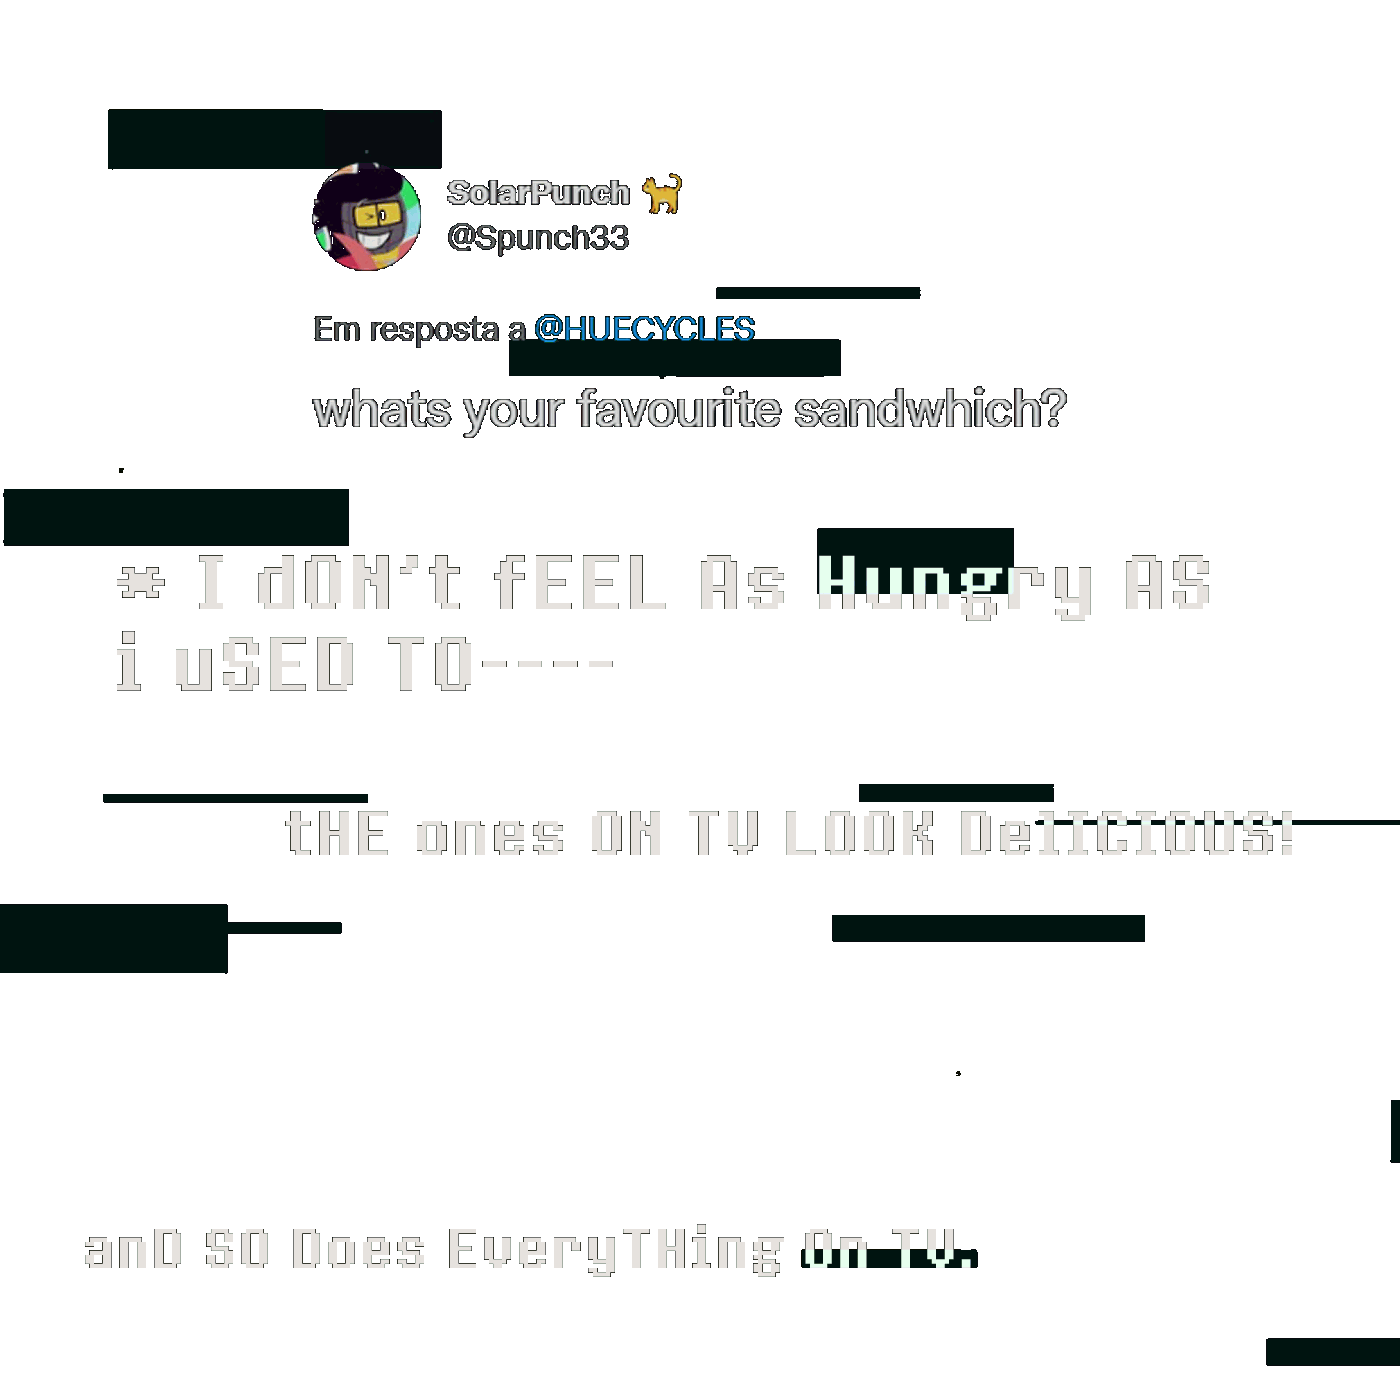 SolarPunch 🐈
@Spunch33
Em resposta a @HUECYCLES
whats your favourite sandwhich?
* I dON't fEEL As Hungry AS
i uSED TO----
tHE ones ON TV LOOK DelICIOUS!
anD SO Does EveryTHing On TV.